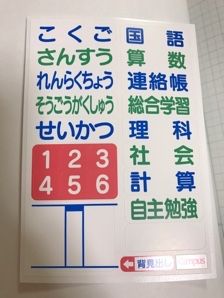 こくご
さんすう
れんらくちょう
そうごうがくしゅう
せいかつ
1 2 3
4 5 6
国語
算数
連絡帳
総合学習
理科
社会
計算
自主勉強
背見出し
Campus